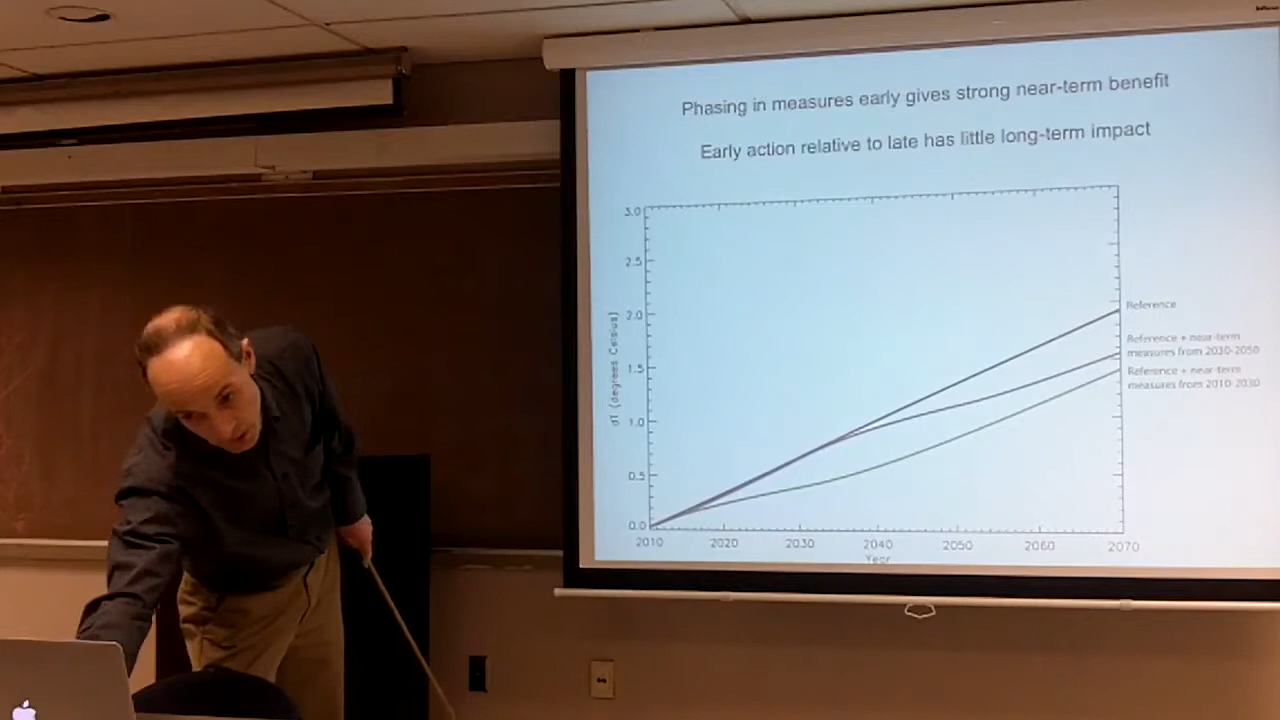 Phasing in measures early gives strong near-term benefit
Early action relative to late has little long-term impact
3.0
2.5
2.0
1.5
1.0
0.5
0.0
dT (degrees Celsius)
2010 2020 2030 2040 2050 2060 2070
Year
Reference
Reference + near-term
measures from 2030-2050
Reference + near-term
measures from 2010-2030